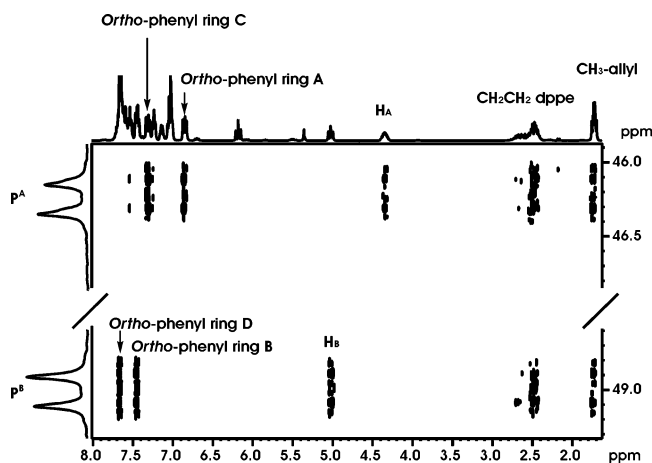 Ortho-phenyl ring C
Ortho-phenyl ring A
HA
CH2CH2 dppe
CH3-allyl
ppm
PA
46.0
46.5
Ortho-phenyl ring D
Ortho-phenyl ring B
HB
PB
49.0
8.0 7.5 7.0 6.5 6.0 5.5 5.0 4.5 4.0 3.5 3.0 2.5 2.0 ppm